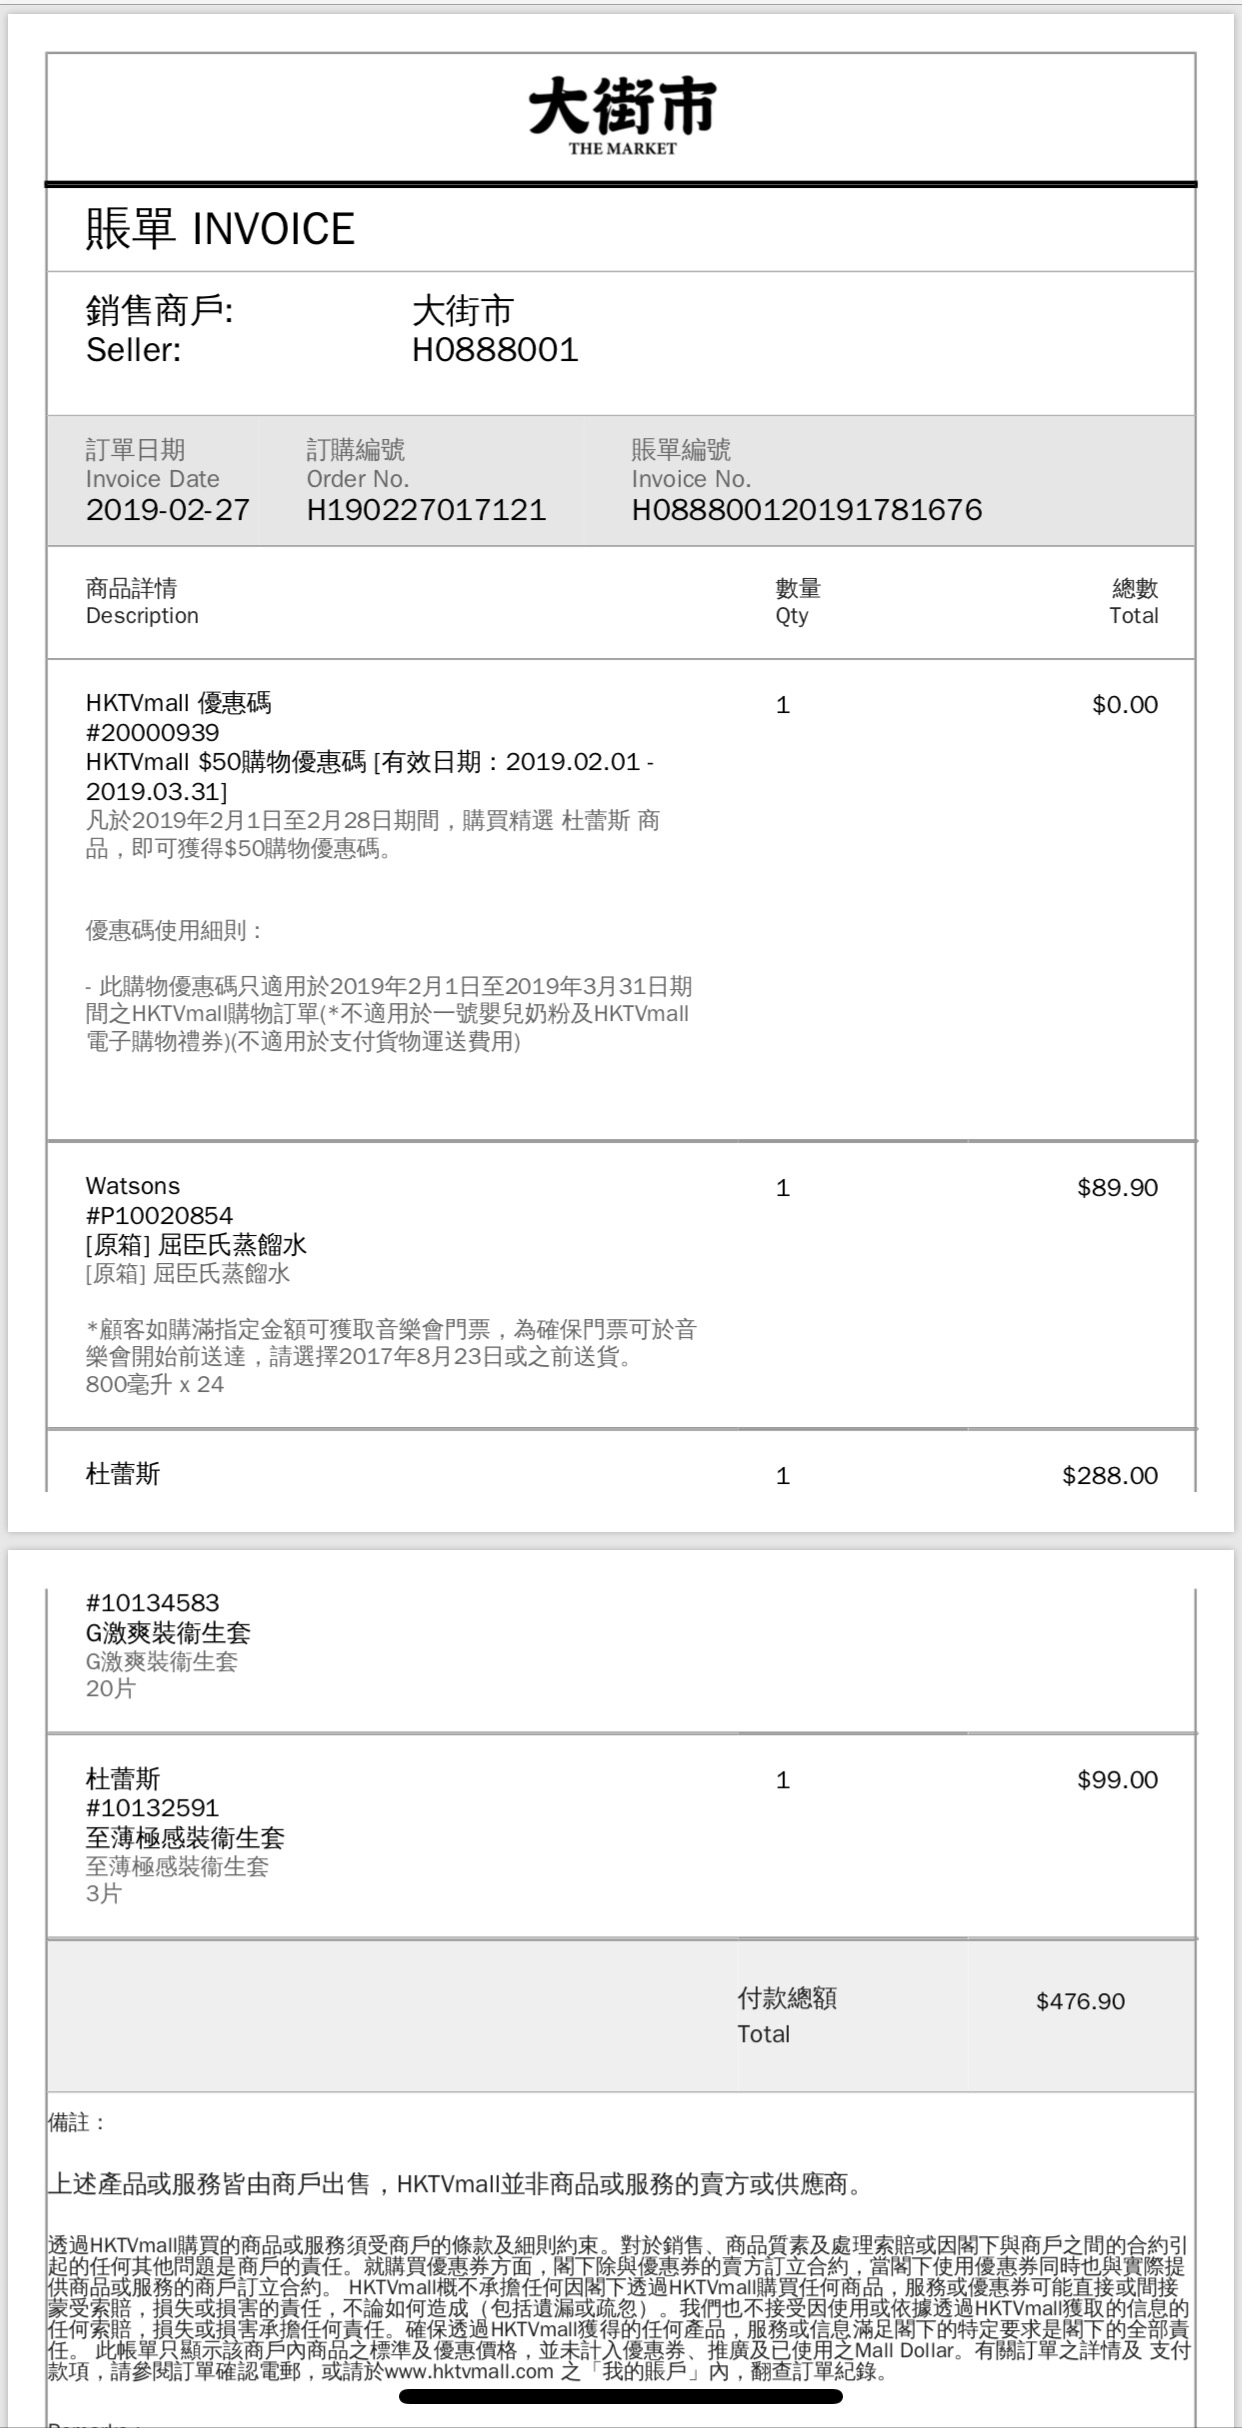 大街市
THE MARKET
賬單 INVOICE
銷售商戶: 大街市
Seller: H0888001
訂單日期 訂購編號 賬單編號
Invoice Date Order No. Invoice No.
2019-02-27 H190227017121 H088800120191781676
商品詳情 數量 總數
Description Qty Total
HKTVmall 優惠碼 1 $0.00
#20000939
HKTVmall $50購物優惠碼 [有效日期：2019.02.01 -
2019.03.31]
凡於2019年2月1日至2月28日期間，購買精選 杜蕾斯 商
品，即可獲得$50購物優惠碼。
優惠碼使用細則：
- 此購物優惠碼只適用於2019年2月1日至2019年3月31日期
間之HKTVmall購物訂單(*不適用於一號嬰兒奶粉及HKTVmall
電子購物禮券)(不適用於支付貨物運送費用)
Watsons 1 $89.90
#P10020854
[原箱] 屈臣氏蒸餾水
[原箱] 屈臣氏蒸餾水
*顧客如購滿指定金額可獲取音樂會門票，為確保門票可於音
樂會開始前送達，請選擇2017年8月23日或之前送貨。
800毫升 x 24
杜蕾斯 1 $288.00
#10134583
G激爽裝衞生套
G激爽裝衞生套
20片
杜蕾斯 1 $99.00
#10132591
至薄極感裝衞生套
至薄極感裝衞生套
3片
付款總額 $476.90
Total
備註：
上述產品或服務皆由商戶出售，HKTVmall並非商品或服務的賣方或供應商。
透過HKTVmall購買的商品或服務須受商戶的條款及細則約束。對於銷售、商品質素及處理索賠或因閣下與商戶之間的合約引
起的任何其他問題是商戶的責任。就購買優惠券方面，閣下除與優惠券的賣方訂立合約，當閣下使用優惠券同時也與實際提
供商品或服務的商戶訂立合約。 HKTVmall概不承擔任何因閣下透過HKTVmall購買任何商品，服務或優惠券可能直接或間接
蒙受索賠，損失或損害的責任，不論如何造成（包括遺漏或疏忽）。我們也不接受因使用或依據透過HKTVmall獲取的信息的
任何索賠，損失或損害承擔任何責任。確保透過HKTVmall獲得的任何產品，服務或信息滿足閣下的特定要求是閣下的全部責
任。 此帳單只顯示該商戶內商品之標準及優惠價格，並未計入優惠券、推廣及已使用之Mall Dollar。有關訂單之詳情及 支付
款項，請參閱訂單確認電郵，或請於www.hktvmall.com 之「我的賬戶」內，翻查訂單紀錄。